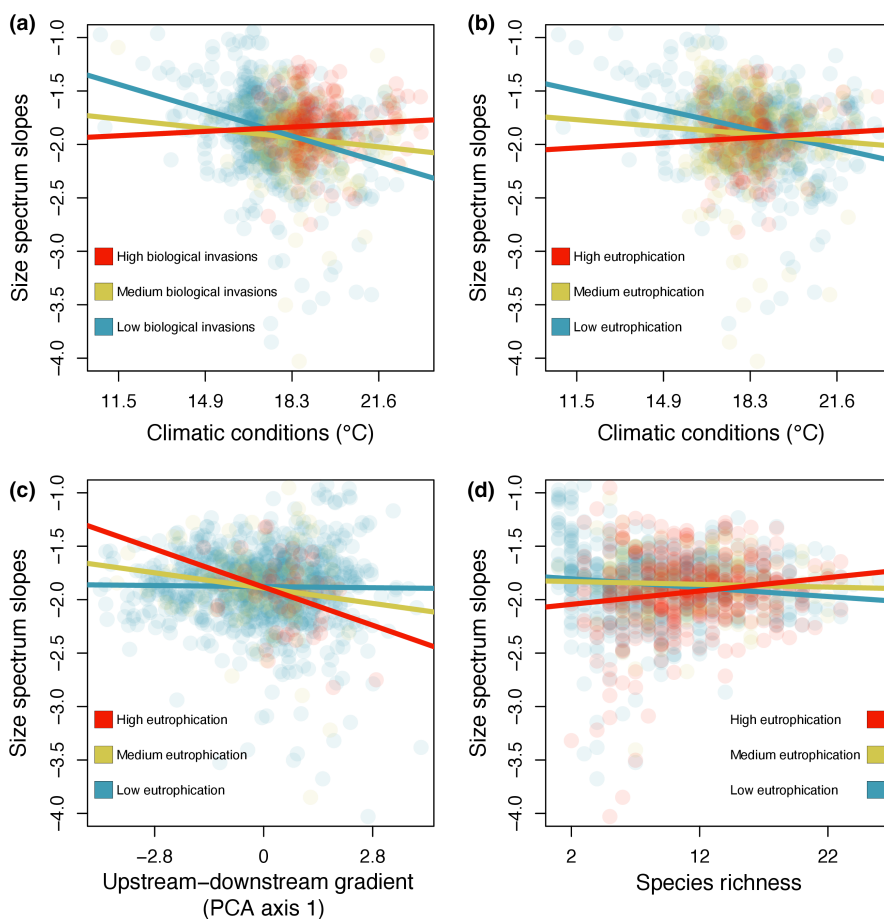 (a)
−1.0
−1.5
−2.0
−2.5
−3.0
−3.5
−4.0
Size spectrum slopes
High biological invasions
Medium biological invasions
Low biological invasions
11.5 14.9 18.3 21.6
Climatic conditions (°C)
(b)
−1.0
−1.5
−2.0
−2.5
−3.0
−3.5
−4.0
Size spectrum slopes
High eutrophication
Medium eutrophication
Low eutrophication
11.5 14.9 18.3 21.6
Climatic conditions (°C)
(c)
−1.0
−1.5
−2.0
−2.5
−3.0
−3.5
−4.0
Size spectrum slopes
High eutrophication
Medium eutrophication
Low eutrophication
−2.8 0 2.8
Upstream−downstream gradient
(PCA axis 1)
(d)
−1.0
−1.5
−2.0
−2.5
−3.0
−3.5
−4.0
Size spectrum slopes
High eutrophication
Medium eutrophication
Low eutrophication
2 12 22
Species richness